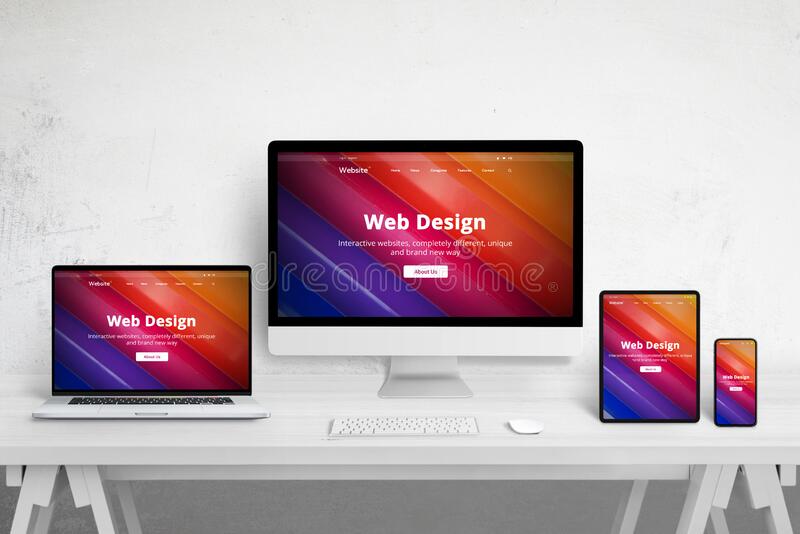 Website
Home News Categories Features Contact
Web Design
Interactive websites, completely different, unique
and brand new way
About Us
Website
Web Design
Interactive websites, completely different, unique
and brand new way
About Us
Website
Web Design
Interactive websites, completely different, unique
and brand new way
About Us
Web Design
dreamstime